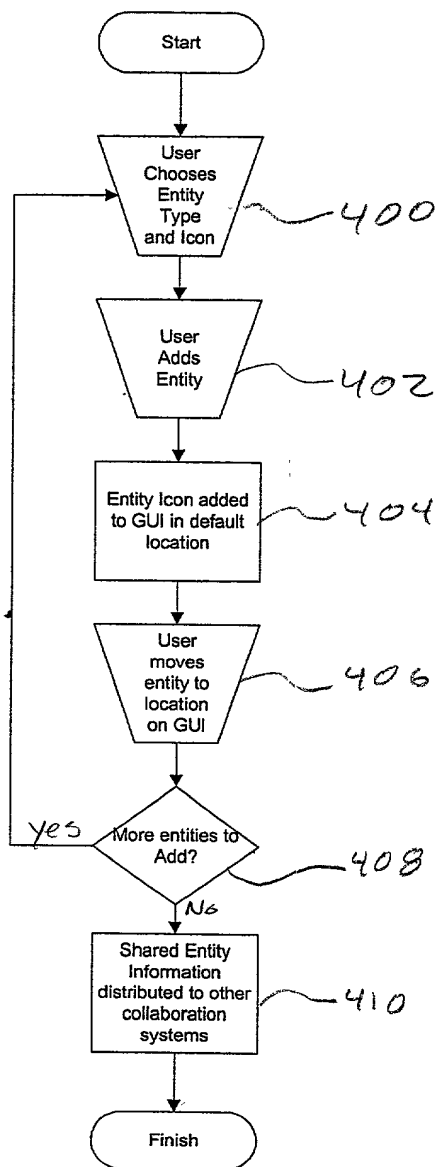 Start
User
Chooses
Entity
Type
and Icon
400
User
Adds
Entity
402
Entity Icon added
to GUI in default
location
404
User
moves
entity to
location
on GUI
406
yes
More entities to
Add?
408
No
Shared Entity
Information
distributed to other
collaboration
systems
410
Finish